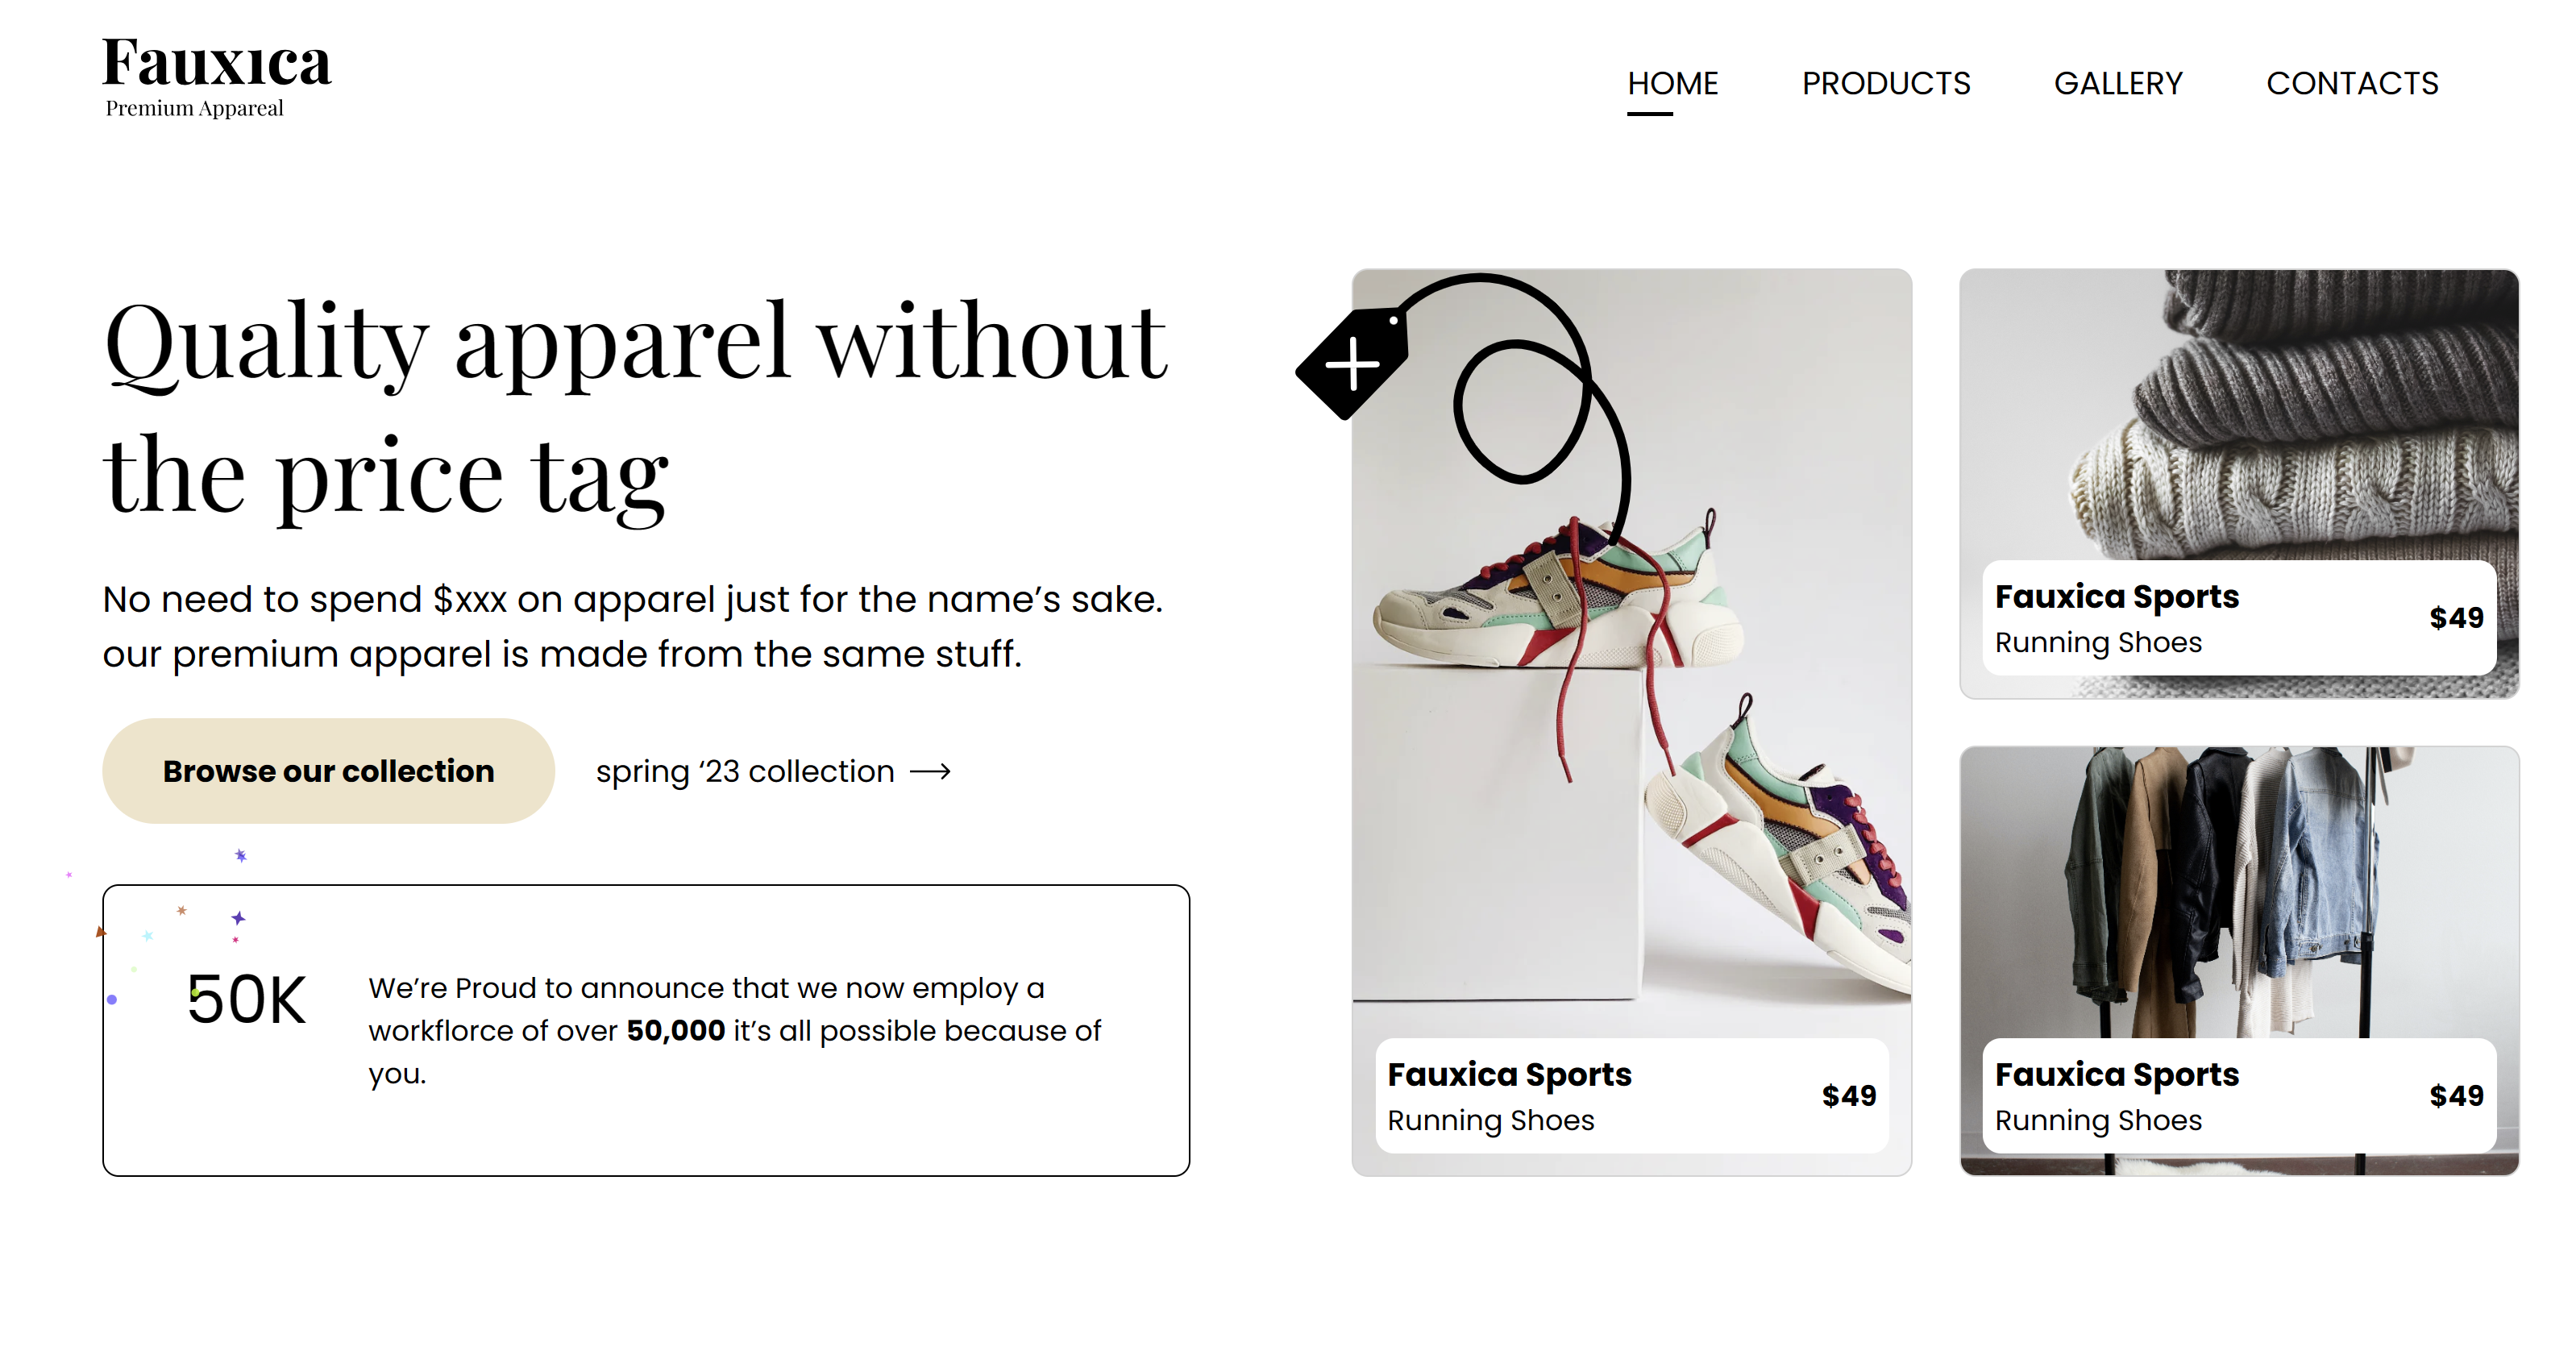 Fauxıca
Premium Appareal
HOME PRODUCTS GALLERY CONTACTS
Quality apparel without
the price tag
No need to spend $xxx on apparel just for the name’s sake.
our premium apparel is made from the same stuff.
Browse our collection
spring ‘23 collection
50K
We’re Proud to announce that we now employ a
workflorce of over 50,000 it’s all possible because of
you.
Fauxica Sports
Running Shoes
$49
Fauxica Sports
Running Shoes
$49
Fauxica Sports
Running Shoes
$49